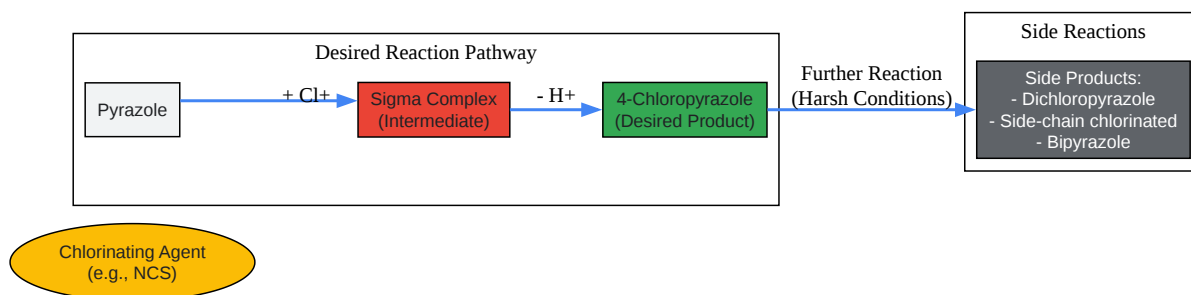 Desired Reaction Pathway
Pyrazole
+ Cl+
Sigma Complex
(Intermediate)
- H+
4-Chloropyrazole
(Desired Product)
Further Reaction
(Harsh Conditions)
Side Reactions
Side Products:
- Dichloropyrazole
- Side-chain chlorinated
- Bipyrazole
Chlorinating Agent
(e.g., NCS)